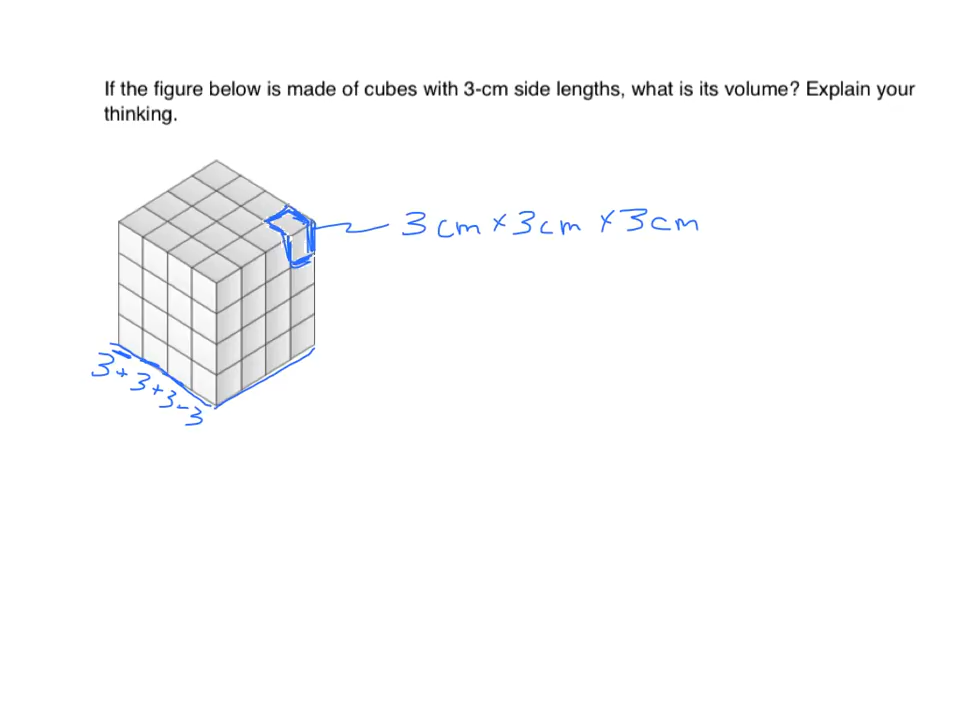 If the figure below is made of cubes with 3-cm side lengths, what is its volume? Explain your
thinking.
3 cm × 3 cm × 3 cm
3+3+3-3